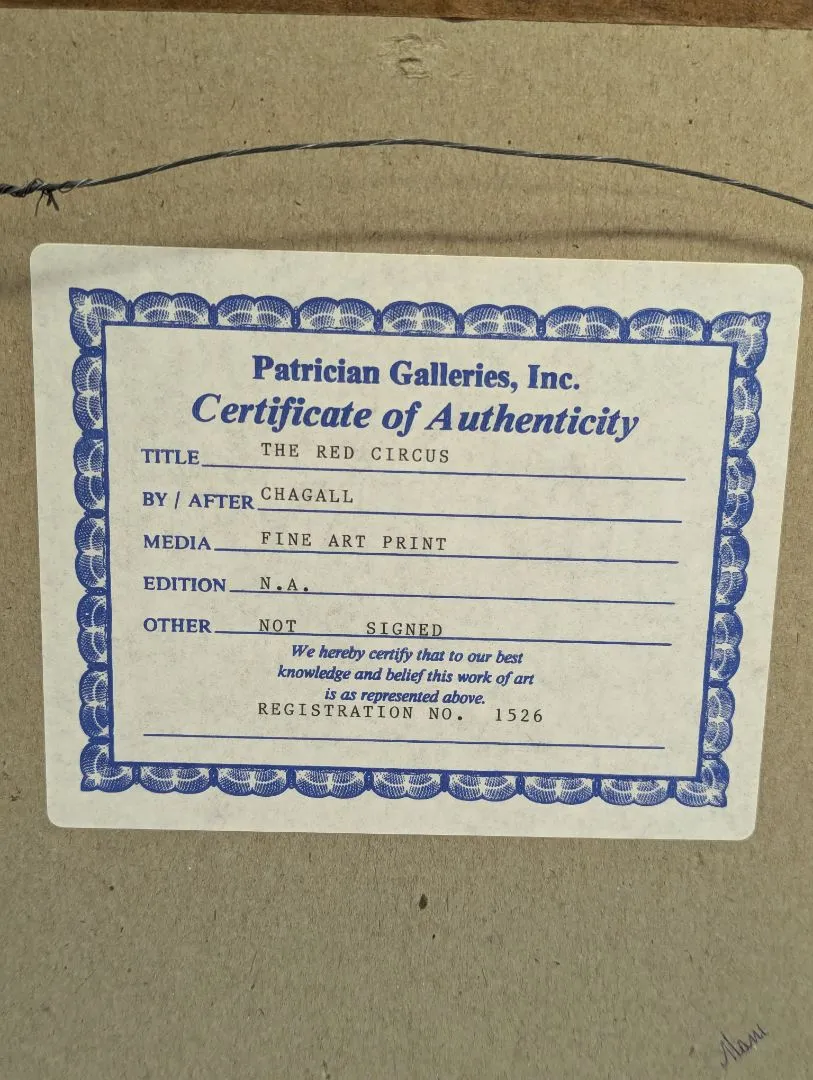 Patrician Galleries, Inc.
Certificate of Authenticity
TITLE THE RED CIRCUS
BY / AFTER CHAGALL
MEDIA FINE ART PRINT
EDITION N.A.
OTHER NOT SIGNED
We hereby certify that to our best
knowledge and belief this work of art
is as represented above.
REGISTRATION NO. 1526